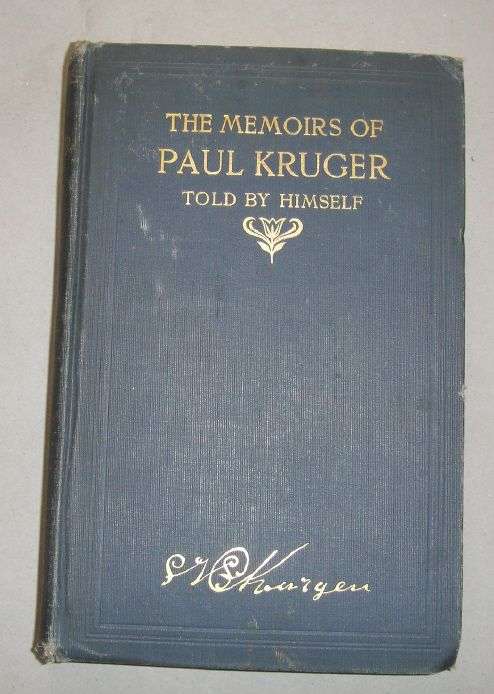 THE MEMOIRS OF
PAUL KRUGER
TOLD BY HIMSELF